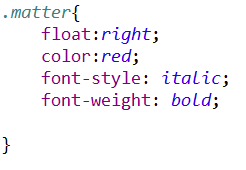 .matter{
float:right;
color:red;
font-style: italic;
font-weight: bold;
}